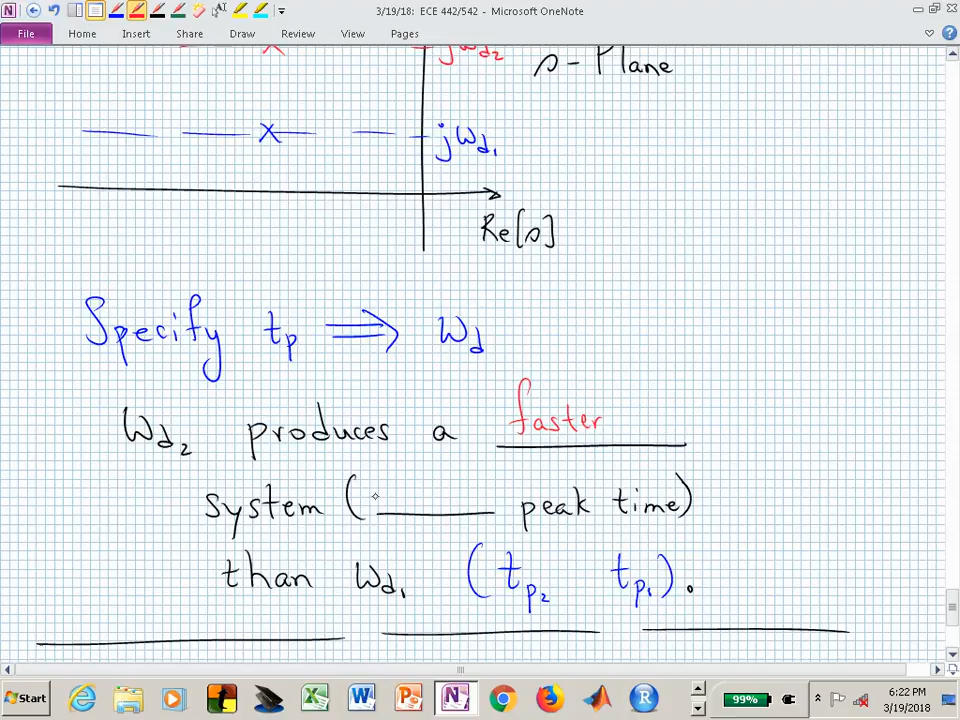 3/19/18: ECE 442/542 - Microsoft OneNote
File Home Insert Share Draw Review View Pages
jωd2 s-Plane
jωd1
Re[s]
Specify tp ⟹ ωd
ωd2 produces a faster
system ( ______ peak time)
than ωd1 (tp2 tp1).
Start
99%
6:22 PM
3/19/2018